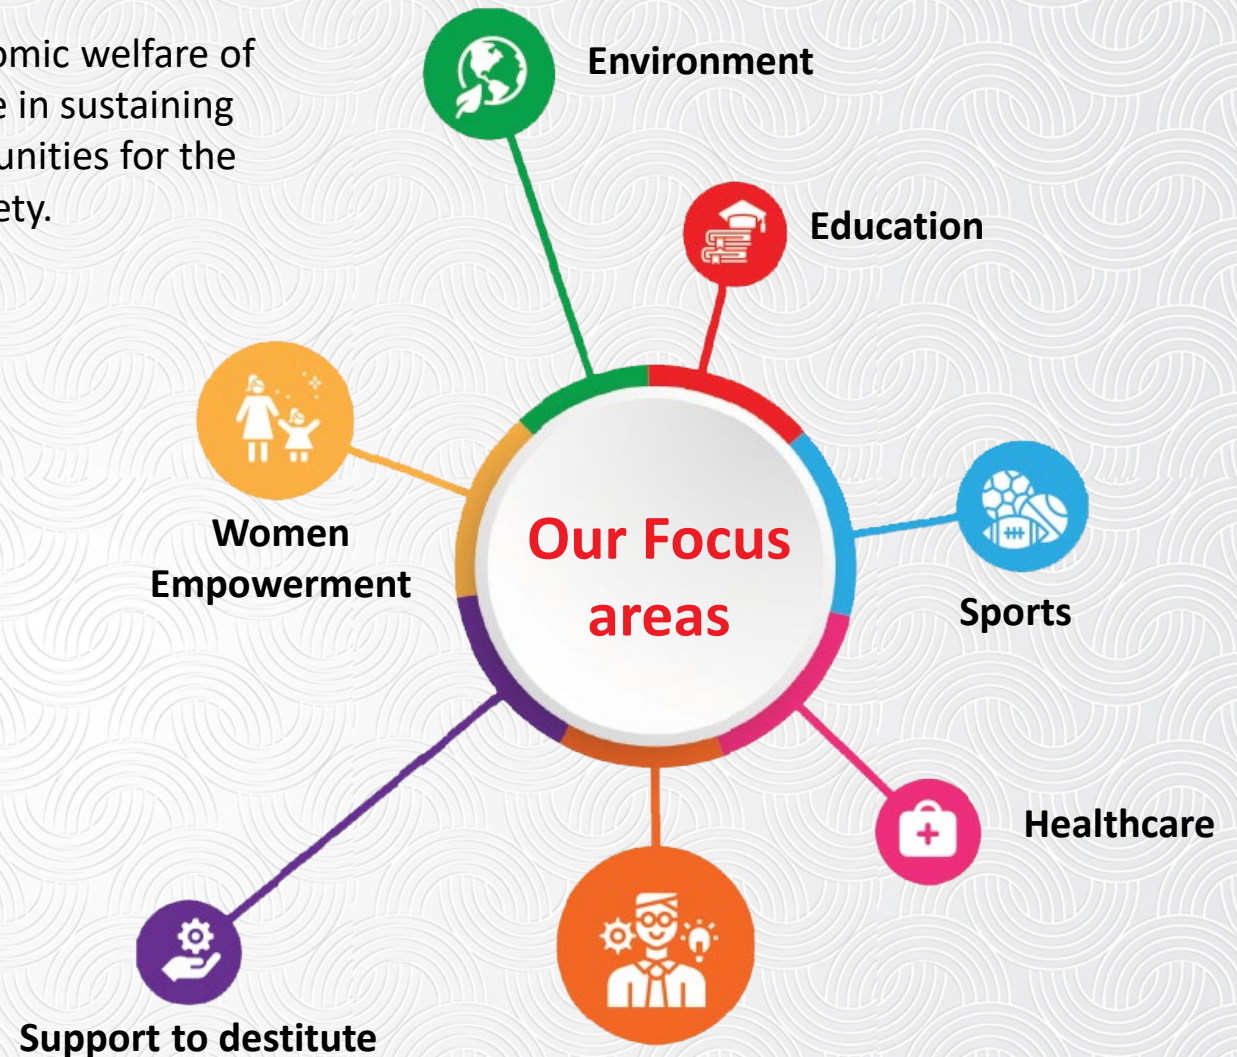 omic welfare of
e in sustaining
unities for the
ety.
Environment
Education
Women
Empowerment
Our Focus
areas
Sports
Healthcare
Support to destitute